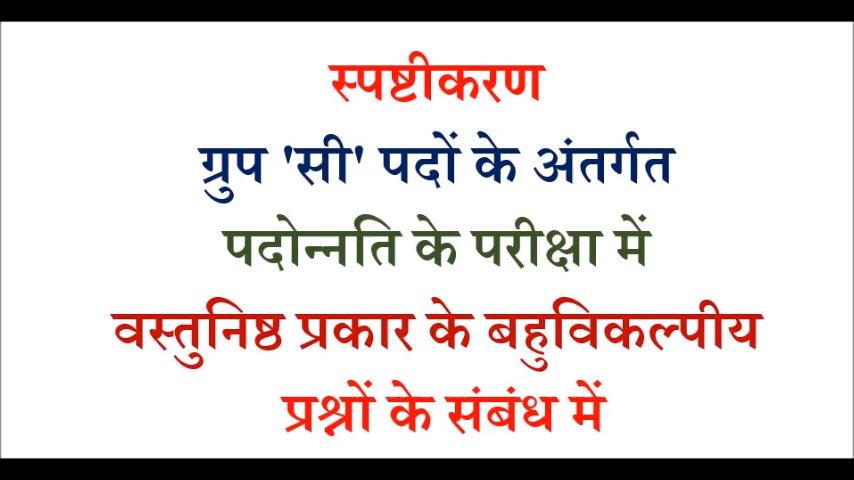 स्पष्टीकरण
ग्रुप 'सी' पदों के अंतर्गत
पदोन्नति के परीक्षा में
वस्तुनिष्ठ प्रकार के बहुविकल्पीय
प्रश्नों के संबंध में